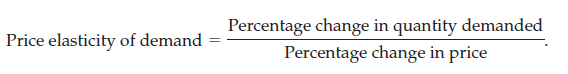 Price elasticity of demand = Percentage change in quantity demanded
Percentage change in price.